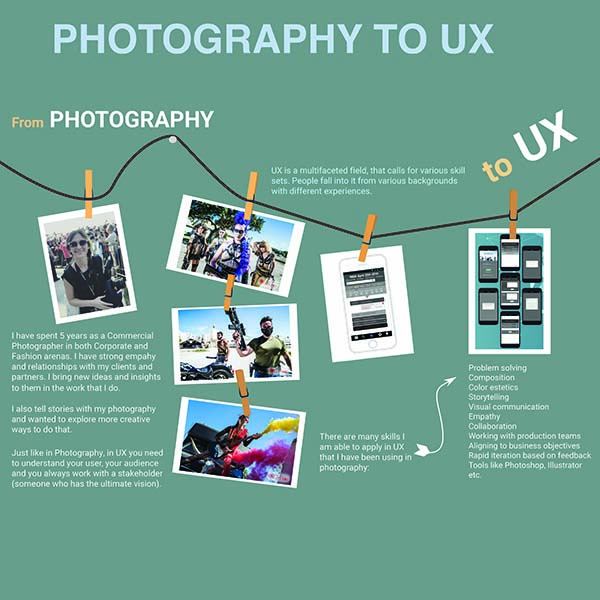 PHOTOGRAPHY TO UX
From PHOTOGRAPHY
to UX
UX is a multifaceted field, that calls for various skill
sets. People fall into it from various backgrounds
with different experiences.
I have spent 5 years as a Commercial
Photographer in both Corporate and
Fashion arenas. I have strong empahy
and relationships with my clients and
partners. I bring new ideas and insights
to them in the work that I do.
I also tell stories with my photography
and wanted to explore more creative
ways to do that.
Just like in Photography, in UX you need
to understand your user, your audience
and you always work with a stakeholder
(someone who has the ultimate vision).
There are many skills I
am able to apply in UX
that I have been using in
photography:
Problem solving
Composition
Color estetics
Storytelling
Visual communication
Empathy
Collaboration
Working with production teams
Aligning to business objectives
Rapid iteration based on feedback
Tools like Photoshop, Illustrator
etc.